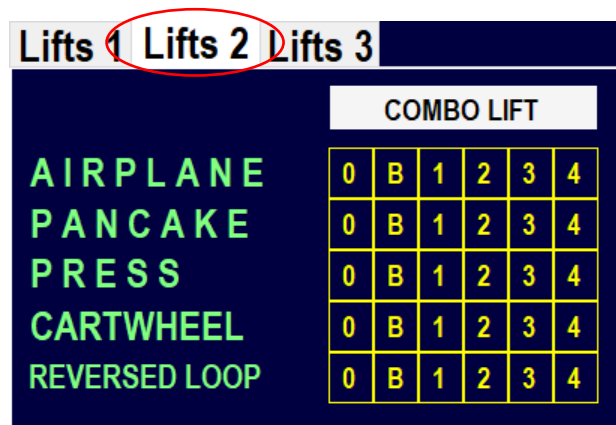 Lifts 1 Lifts 2 Lifts 3
COMBO LIFT
AIRPLANE 0 B 1 2 3 4
PANCAKE 0 B 1 2 3 4
PRESS 0 B 1 2 3 4
CARTWHEEL 0 B 1 2 3 4
REVERSED LOOP 0 B 1 2 3 4